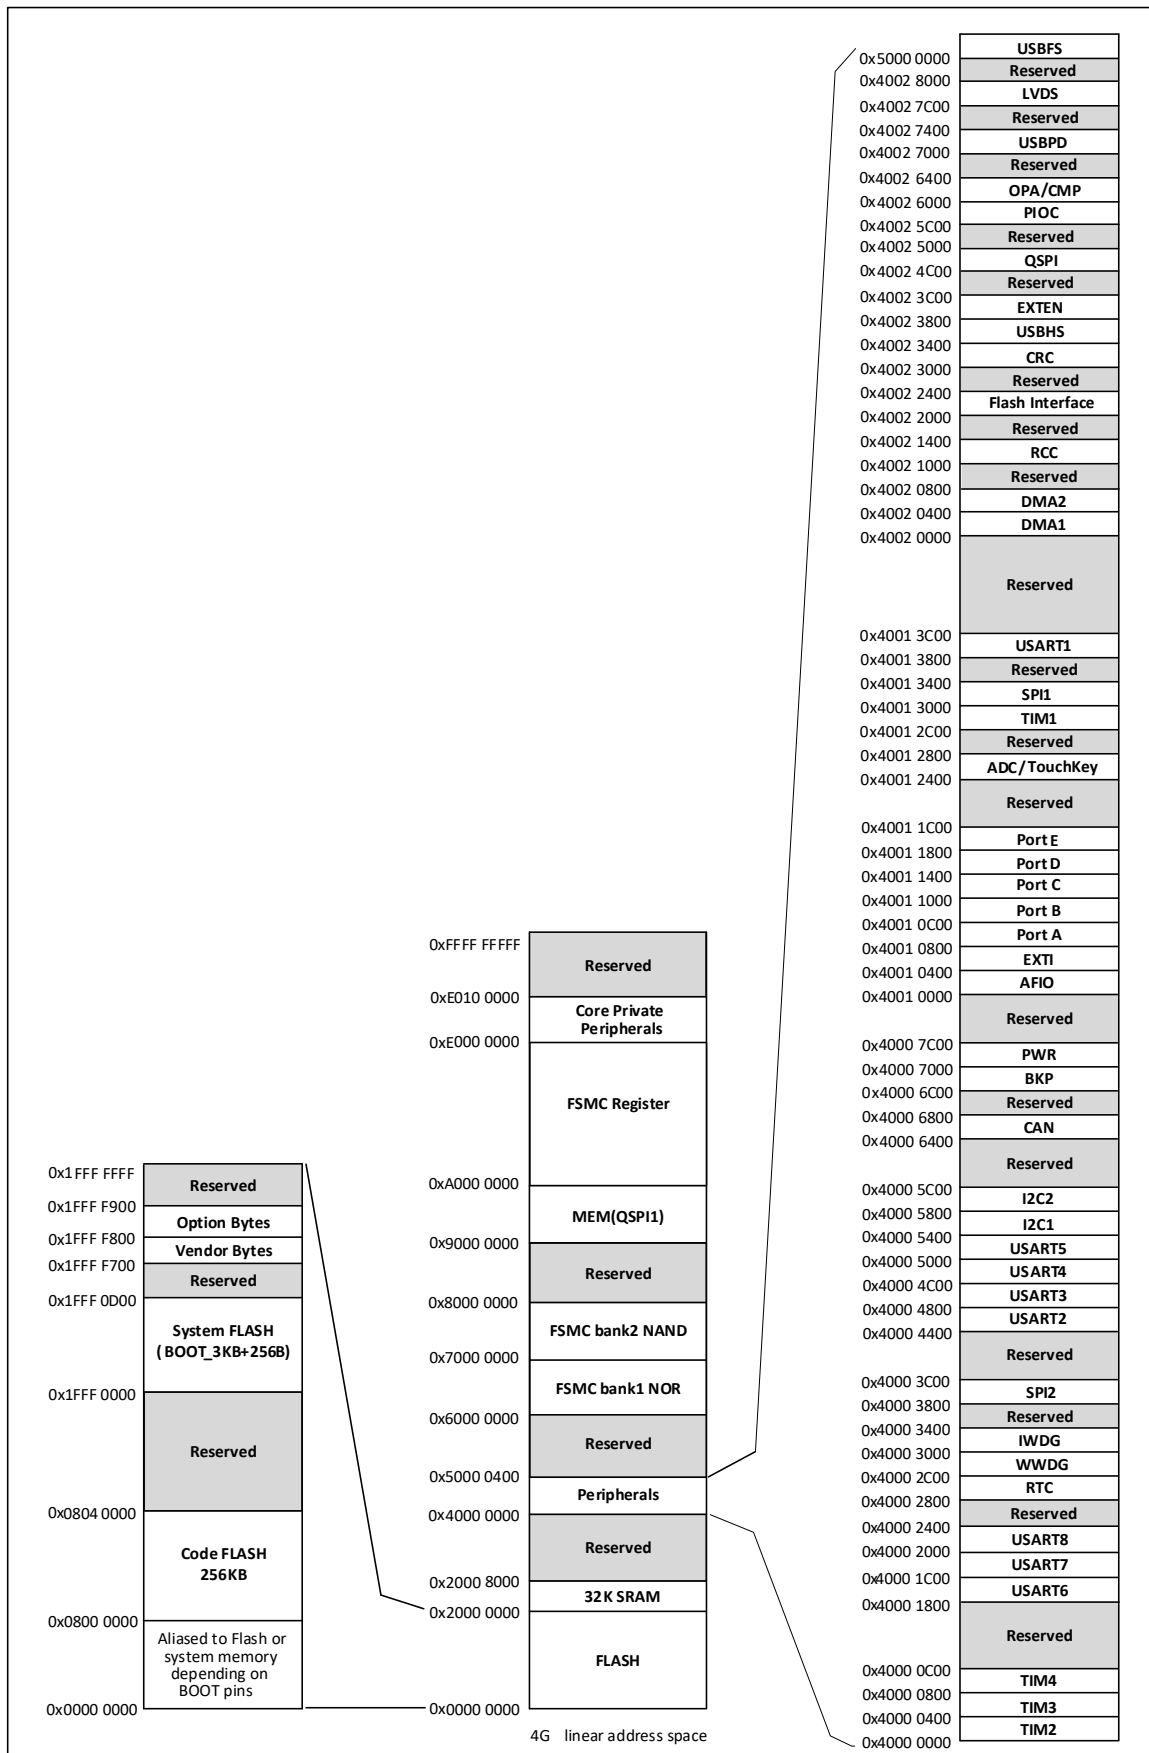 USBFS
0x5000 0000
Reserved
0x4002 8000
LVDS
0x4002 7C00
Reserved
0x4002 7400
USBPD
0x4002 7000
Reserved
0x4002 6400
OPA/CMP
0x4002 6000
PIOC
0x4002 5C00
Reserved
0x4002 5000
QSPI
0x4002 4C00
Reserved
0x4002 3C00
EXTEN
0x4002 3800
USBHS
0x4002 3400
CRC
0x4002 3000
Reserved
0x4002 2400
Flash Interface
0x4002 2000
Reserved
0x4002 1400
RCC
0x4002 1000
Reserved
0x4002 0800
DMA2
0x4002 0400
DMA1
0x4002 0000
Reserved
0x4001 3C00
USART1
0x4001 3800
Reserved
0x4001 3400
SPI1
0x4001 3000
TIM1
0x4001 2C00
Reserved
0x4001 2800
ADC/TouchKey
0x4001 2400
Reserved
0x4001 1C00
Port E
0x4001 1800
Port D
0x4001 1400
Port C
0x4001 1000
Port B
0x4001 0C00
Port A
0x4001 0800
EXTI
0x4001 0400
AFIO
0x4001 0000
Reserved
0x4000 7C00
PWR
0x4000 7000
BKP
0x4000 6C00
Reserved
0x4000 6800
CAN
0x4000 6400
Reserved
0x4000 5C00
I2C2
0x4000 5800
I2C1
0x4000 5400
USART5
0x4000 5000
USART4
0x4000 4C00
USART3
0x4000 4800
USART2
0x4000 4400
Reserved
0x4000 3C00
SPI2
0x4000 3800
Reserved
0x4000 3400
IWDG
0x4000 3000
WWDG
0x4000 2C00
RTC
0x4000 2800
Reserved
0x4000 2400
USART8
0x4000 2000
USART7
0x4000 1C00
USART6
0x4000 1800
Reserved
0x4000 0C00
TIM4
0x4000 0800
TIM3
0x4000 0400
TIM2
0x4000 0000
0xFFFF FFFFF
Reserved
0xE010 0000
Core Private
Peripherals
0xE000 0000
FSMC Register
0xA000 0000
MEM(QSPI1)
0x9000 0000
Reserved
0x8000 0000
FSMC bank2 NAND
0x7000 0000
FSMC bank1 NOR
0x6000 0000
Reserved
0x5000 0400
Peripherals
0x4000 0000
Reserved
0x2000 8000
32K SRAM
0x2000 0000
FLASH
0x0000 0000
4G linear address space
0x1FFF FFFF
Reserved
0x1FFF F900
Option Bytes
0x1FFF F800
Vendor Bytes
0x1FFF F700
Reserved
0x1FFF 0D00
System FLASH
( BOOT_3KB+256B)
0x1FFF 0000
Reserved
0x0804 0000
Code FLASH
256KB
0x0800 0000
Aliased to Flash or
system memory
depending on
BOOT pins
0x0000 0000